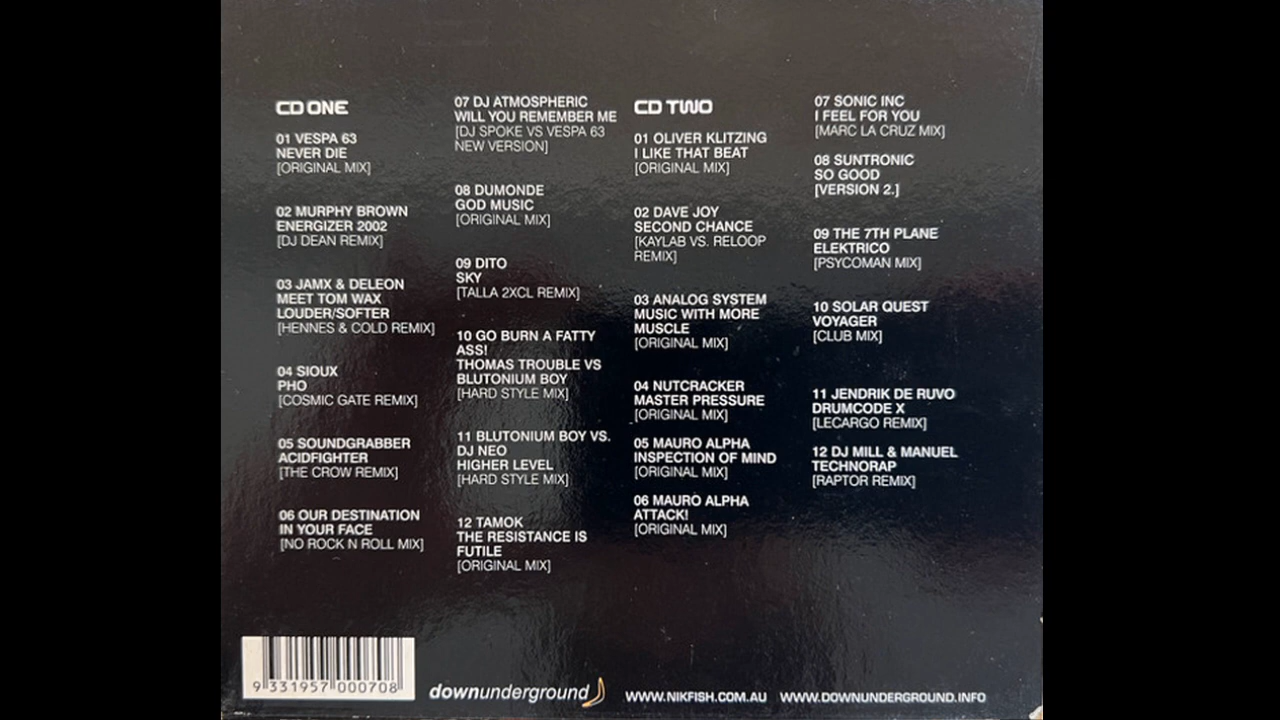 CD ONE
01 VESPA 63
NEVER DIE
[ORIGINAL MIX]
02 MURPHY BROWN
ENERGIZER 2002
[DJ DEAN REMIX]
03 JAMX & DELEON
MEET TOM WAX
LOUDER/SOFTER
[HENNES & COLD REMIX]
04 SIOUX
PHO
[COSMIC GATE REMIX]
05 SOUNDGRABBER
ACIDFIGHTER
[THE CROW REMIX]
06 OUR DESTINATION
IN YOUR FACE
[NO ROCK N ROLL MIX]
07 DJ ATMOSPHERIC
WILL YOU REMEMBER ME
[DJ SPOKE VS VESPA 63
NEW VERSION]
08 DUMONDE
GOD MUSIC
[ORIGINAL MIX]
09 DITO
SKY
[TALLA 2XCL REMIX]
10 GO BURN A FATTY
ASS!
THOMAS TROUBLE VS
BLUTONIUM BOY
[HARD STYLE MIX]
11 BLUTONIUM BOY VS.
DJ NEO
HIGHER LEVEL
[HARD STYLE MIX]
12 TAMOK
THE RESISTANCE IS
FUTILE
[ORIGINAL MIX]
CD TWO
01 OLIVER KLITZING
I LIKE THAT BEAT
[ORIGINAL MIX]
02 DAVE JOY
SECOND CHANCE
[KAYLAB VS. RELOOP
REMIX]
03 ANALOG SYSTEM
MUSIC WITH MORE
MUSCLE
[ORIGINAL MIX]
04 NUTCRACKER
MASTER PRESSURE
[ORIGINAL MIX]
05 MAURO ALPHA
INSPECTION OF MIND
[ORIGINAL MIX]
06 MAURO ALPHA
ATTACK!
[ORIGINAL MIX]
07 SONIC INC
I FEEL FOR YOU
[MARC LA CRUZ MIX]
08 SUNTRONIC
SO GOOD
[VERSION 2.]
09 THE 7TH PLANE
ELEKTRICO
[PSYCOMAN MIX]
10 SOLAR QUEST
VOYAGER
[CLUB MIX]
11 JENDRIK DE RUVO
DRUMCODE X
[LECARGO REMIX]
12 DJ MILL & MANUEL
TECHNORAP
[RAPTOR REMIX]
9 331957 000708
downunderground
WWW.NIKFISH.COM.AU WWW.DOWNUNDERGROUND.INFO